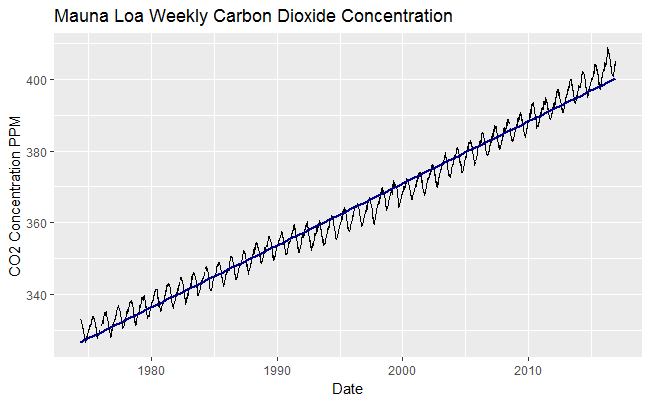 Mauna Loa Weekly Carbon Dioxide Concentration
CO2 Concentration PPM
400
380
360
340
1980
1990
2000
2010
Date